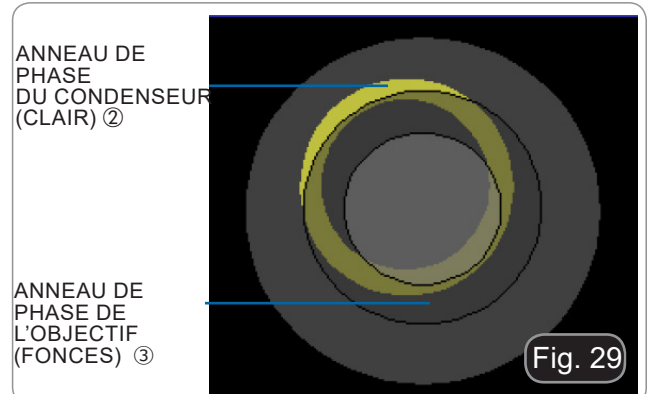 ANNEAU DE
PHASE
DU CONDENSEUR
(CLAIR) ②
ANNEAU DE
PHASE DE
L'OBJECTIF
(FONCES) ③
Fig. 29